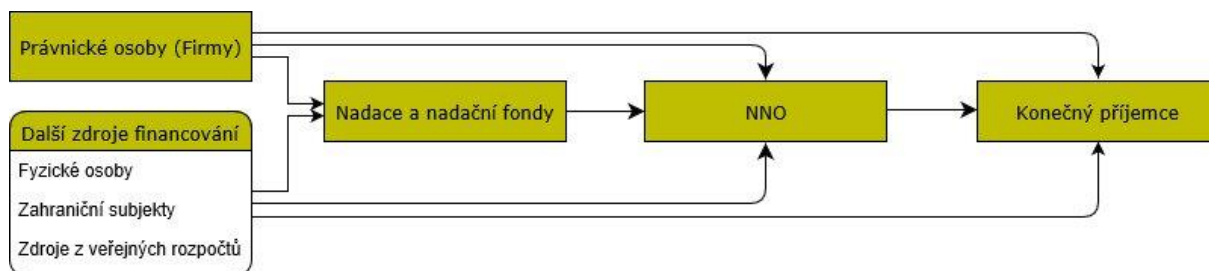 Právnické osoby (Firmy)
Nadace a nadační fondy
NNO
Konečný příjemce
Další zdroje financování
Fyzické osoby
Zahraniční subjekty
Zdroje z veřejných rozpočtů